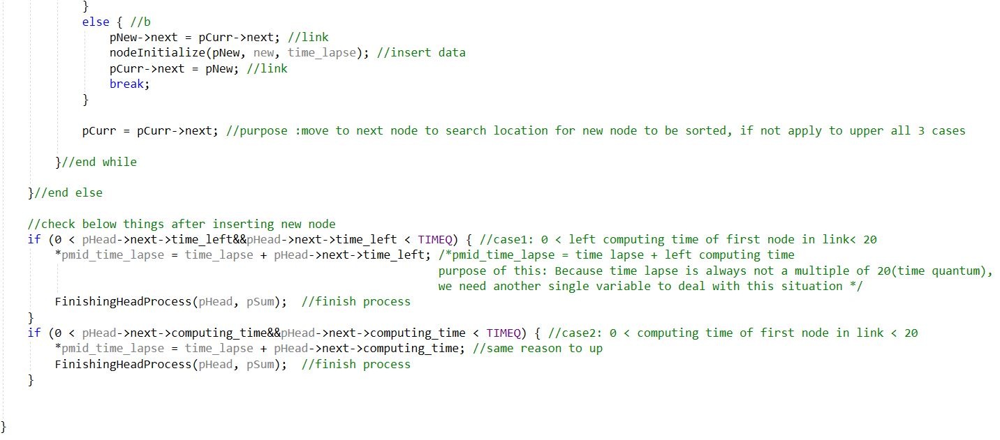 }
else { //b
pNew->next = pCurr->next; //link
nodeInitialize(pNew, new, time_lapse); //insert data
pCurr->next = pNew; //link
break;
}
pCurr = pCurr->next; //purpose :move to next node to search location for new node to be sorted, if not apply to upper all 3 cases
}//end while
}//end else
//check below things after inserting new node
if (0 < pHead->next->time_left&&pHead->next->time_left < TIMEQ) { //case1: 0 < left computing time of first node in link< 20
*pmid_time_lapse = time_lapse + pHead->next->time_left; /*pmid_time_lapse = time lapse + left computing time
purpose of this: Because time lapse is always not a multiple of 20(time quantum),
we need another single variable to deal with this situation */
FinishingHeadProcess(pHead, pSum);  //finish process
}
if (0 < pHead->next->computing_time&&pHead->next->computing_time < TIMEQ) { //case2: 0 < computing time of first node in link < 20
*pmid_time_lapse = time_lapse + pHead->next->computing_time; //same reason to up
FinishingHeadProcess(pHead, pSum);  //finish process
}
}